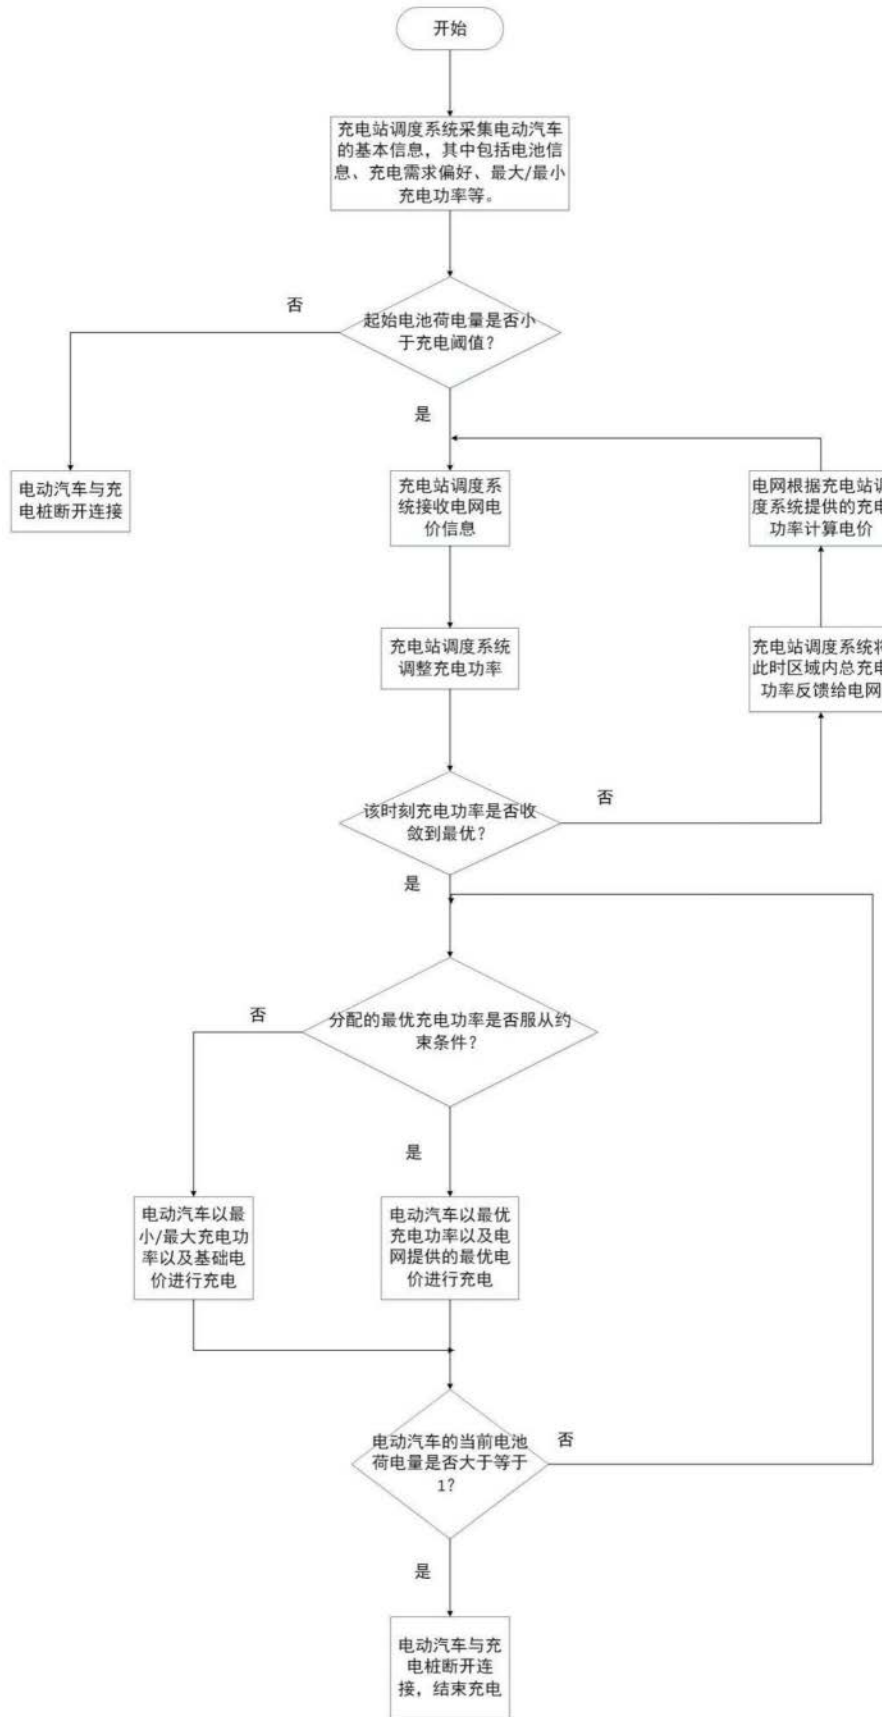 开始
充电站调度系统采集电动汽车
的基本信息，其中包括电池信
息、充电需求偏好、最大/最小
充电功率等。
否
起始电池荷电量是否小
于充电阈值？
是
电动汽车与充
电桩断开连接
充电站调度系
统接收电网电
价信息
电网根据充电站调
度系统提供的充电
功率计算电价
充电站调度系统
调整充电功率
充电站调度系统将
此时区域内总充电
功率反馈给电网
该时刻充电功率是否收
敛到最优？
否
是
否
分配的最优充电功率是否服从约
束条件？
是
电动汽车以最
小/最大充电功
率以及基础电
价进行充电
电动汽车以最优
充电功率以及电
网提供的最优电
价进行充电
电动汽车的当前电池
荷电量是否大于等于
1？
否
是
电动汽车与充
电桩断开连
接，结束充电